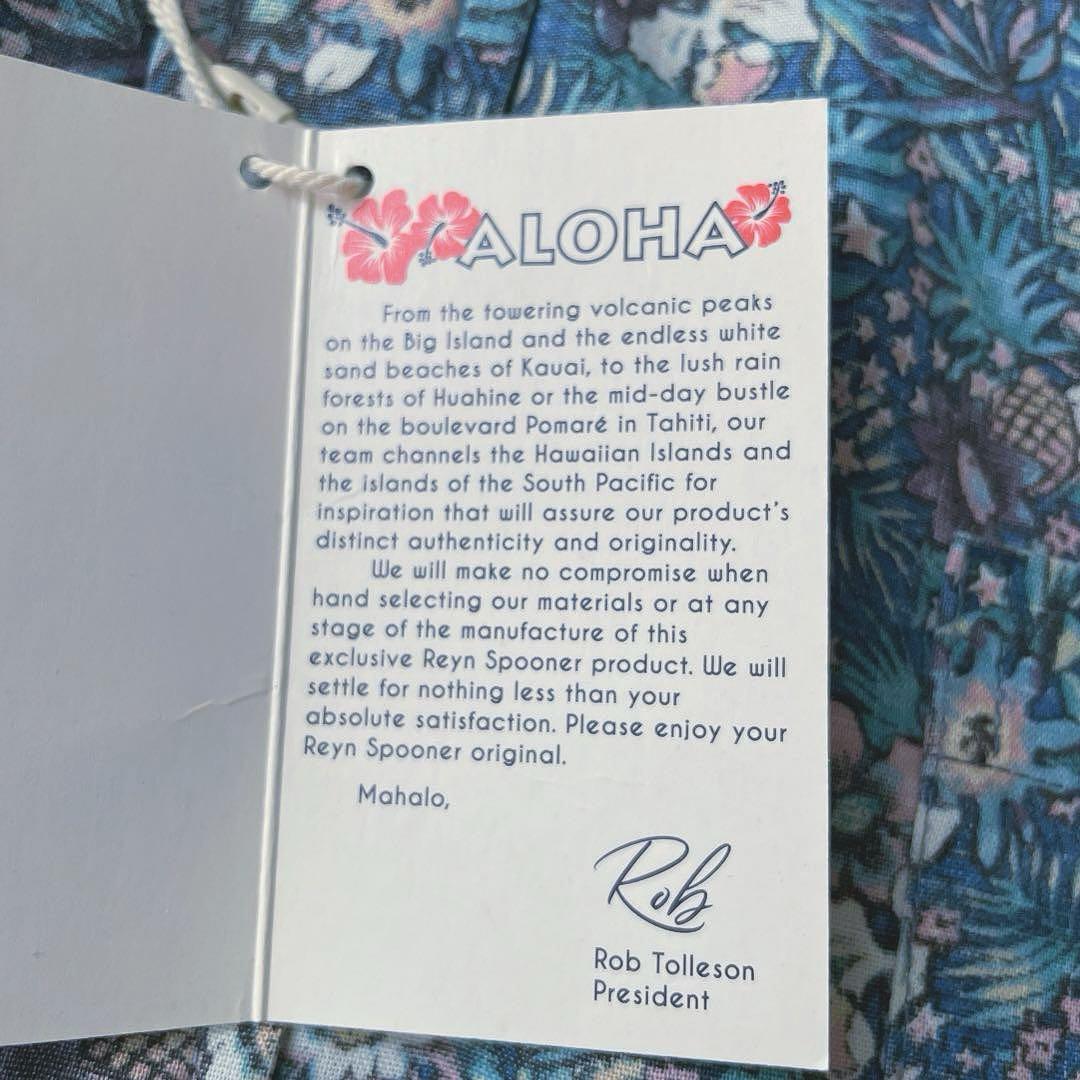 ALOHA
From the towering volcanic peaks
on the Big Island and the endless white
sand beaches of Kauai, to the lush rain
forests of Huahine or the mid-day bustle
on the boulevard Pomaré in Tahiti, our
team channels the Hawaiian Islands and
the islands of the South Pacific for
inspiration that will assure our product's
distinct authenticity and originality.
We will make no compromise when
hand selecting our materials or at any
stage of the manufacture of this
exclusive Reyn Spooner product. We will
settle for nothing less than your
absolute satisfaction. Please enjoy your
Reyn Spooner original.
Mahalo,
Rob
Rob Tolleson
President